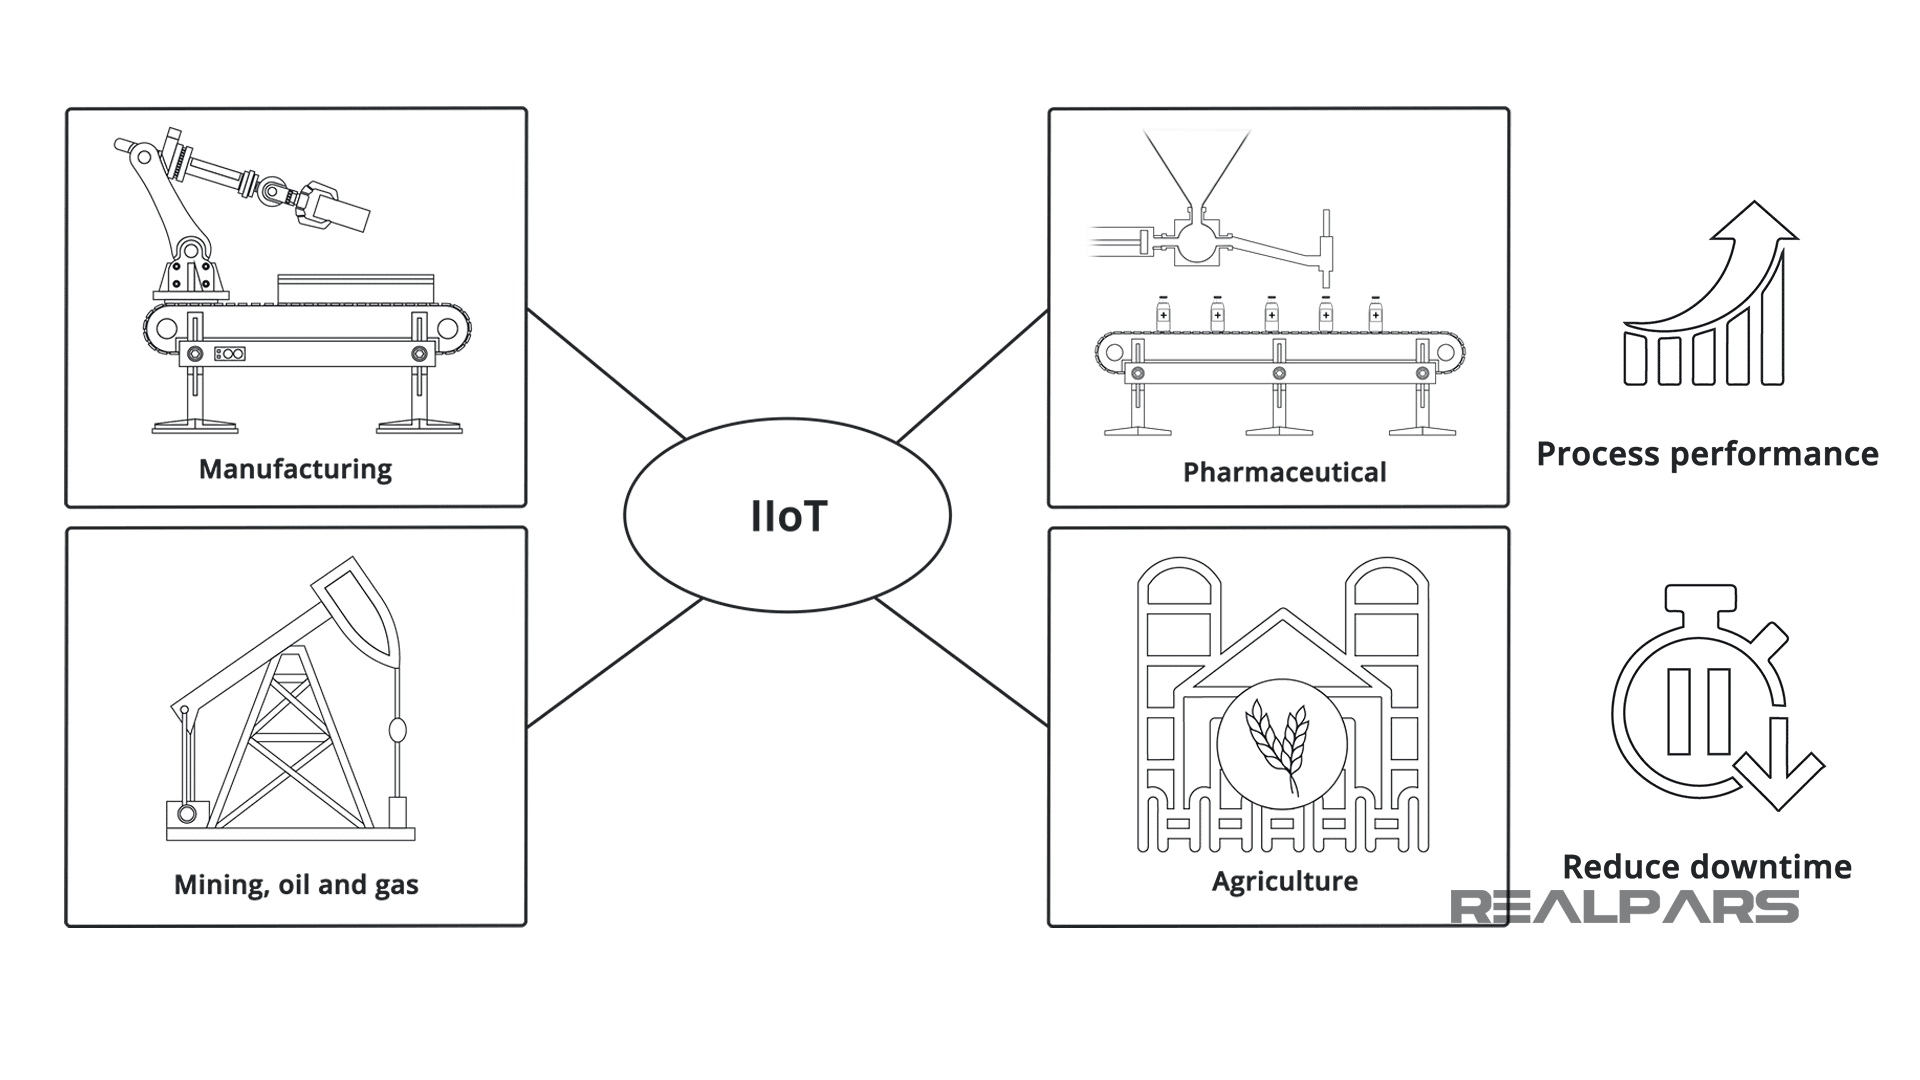 Manufacturing
Pharmaceutical
Process performance
IIoT
Mining, oil and gas
Agriculture
Reduce downtime
REALPARS